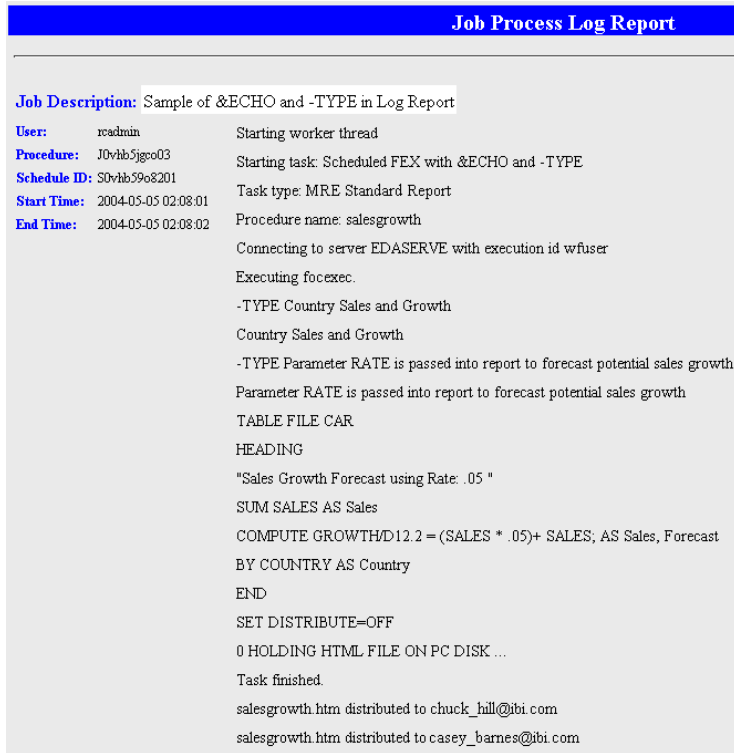 Job Process Log Report
Job Description: Sample of &ECHO and -TYPE in Log Report
User: rcadmin
Procedure: J0vhb5jgco03
Schedule ID: S0vhb59o8201
Start Time: 2004-05-05 02:08:01
End Time: 2004-05-05 02:08:02
Starting worker thread
Starting task: Scheduled FEX with &ECHO and -TYPE
Task type: MRE Standard Report
Procedure name: salesgrowth
Connecting to server EDASERVE with execution id wfuser
Executing focexec.
-TYPE Country Sales and Growth
Country Sales and Growth
-TYPE Parameter RATE is passed into report to forecast potential sales growth
Parameter RATE is passed into report to forecast potential sales growth
TABLE FILE CAR
HEADING
"Sales Growth Forecast using Rate: .05 "
SUM SALES AS Sales
COMPUTE GROWTH/D12.2 = (SALES * .05)+ SALES; AS Sales, Forecast
BY COUNTRY AS Country
END
SET DISTRIBUTE=OFF
0 HOLDING HTML FILE ON PC DISK ...
Task finished.
salesgrowth.htm distributed to chuck_hill@ibi.com
salesgrowth.htm distributed to casey_barnes@ibi.com